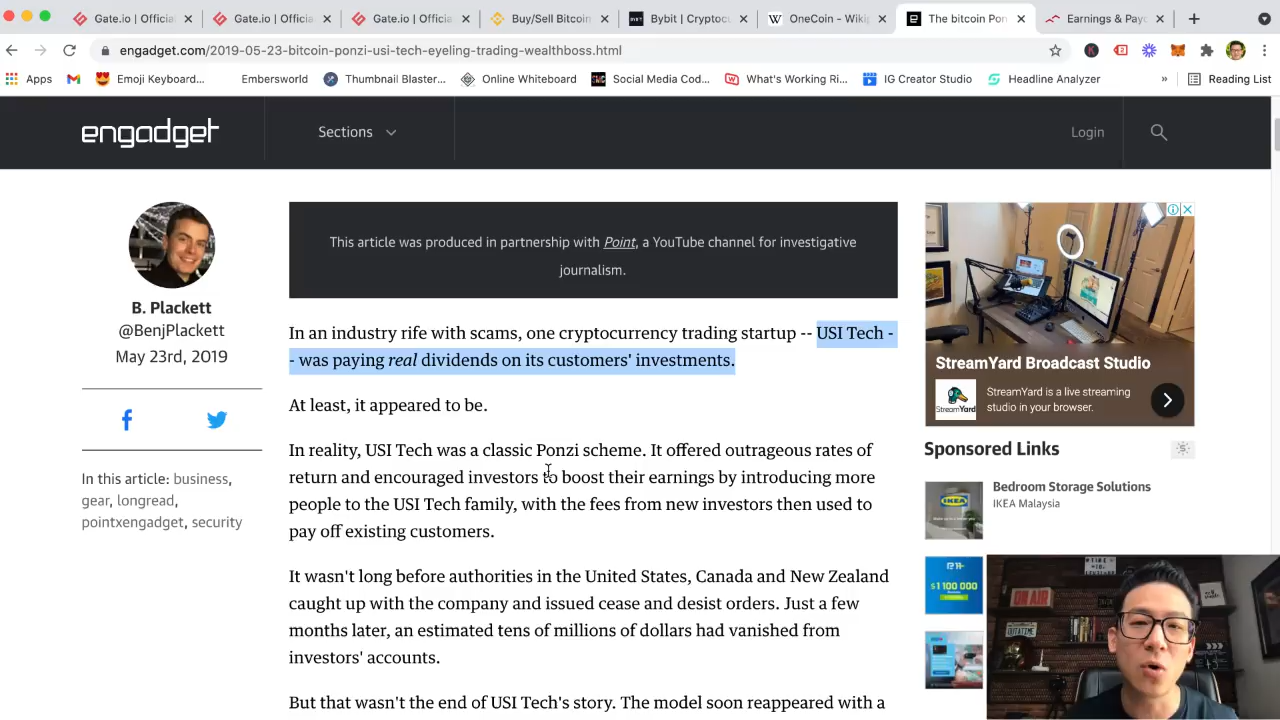 Gate.io | Officia
Gate.io | Officia
Gate.io | Officia
Buy/Sell Bitcoin
Bybit | Cryptocu
OneCoin - Wikip
The bitcoin Pon
Earnings & Payo
engadget.com/2019-05-23-bitcoin-ponzi-usi-tech-eyeling-trading-wealthboss.html
Apps
Emoji Keyboard...
Embersworld
Thumbnail Blaster...
Online Whiteboard
Social Media Cod...
What's Working Ri...
IG Creator Studio
Headline Analyzer
»
Reading List
engadget
Sections
Login
B. Plackett
@BenjPlackett
May 23rd, 2019
In this article: business,
gear, longread,
pointxengadget, security
This article was produced in partnership with Point, a YouTube channel for investigative
journalism.
In an industry rife with scams, one cryptocurrency trading startup -- USI Tech -
- was paying real dividends on its customers' investments.
At least, it appeared to be.
In reality, USI Tech was a classic Ponzi scheme. It offered outrageous rates of
return and encouraged investors to boost their earnings by introducing more
people to the USI Tech family, with the fees from new investors then used to
pay off existing customers.
It wasn't long before authorities in the United States, Canada and New Zealand
caught up with the company and issued cease and desist orders. Just a few
months later, an estimated tens of millions of dollars had vanished from
investors' accounts.
wasn't the end of USI Tech's story. The model soon reappeared with a
StreamYard Broadcast Studio
StreamYard
StreamYard is a live streaming
studio in your browser.
Sponsored Links
Bedroom Storage Solutions
IKEA Malaysia
IKEA
ON AIR